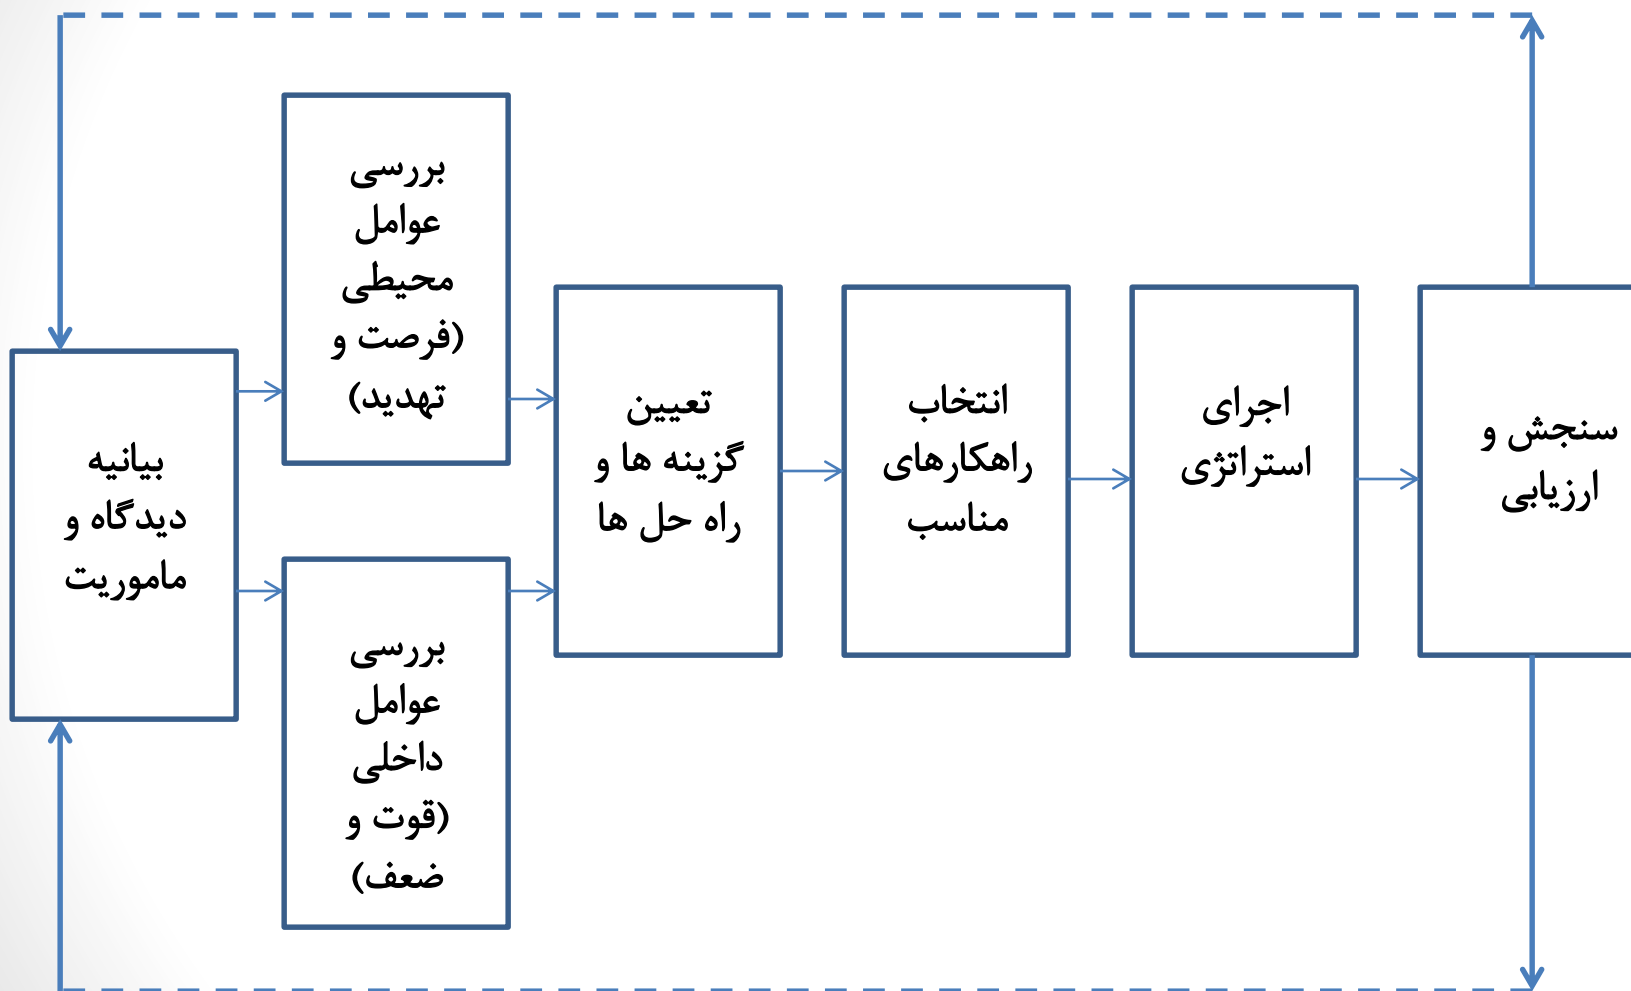 بیانیه
دیدگاه و
ماموریت
بررسی
عوامل
محیطی
(فرصت و
تهدید)
بررسی
عوامل
داخلی
(قوت و
ضعف)
تعیین
گزینه ها و
راه حل ها
انتخاب
راهکارهای
مناسب
اجرای
استراتژی
سنجش و
ارزیابی